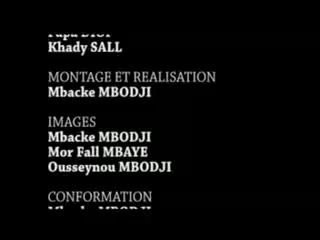 Khady SALL
MONTAGE ET REALISATION
Mbacke MBODJI
IMAGES
Mbacke MBODJI
Mor Fall MBAYE
Ousseynou MBODJI
CONFORMATION